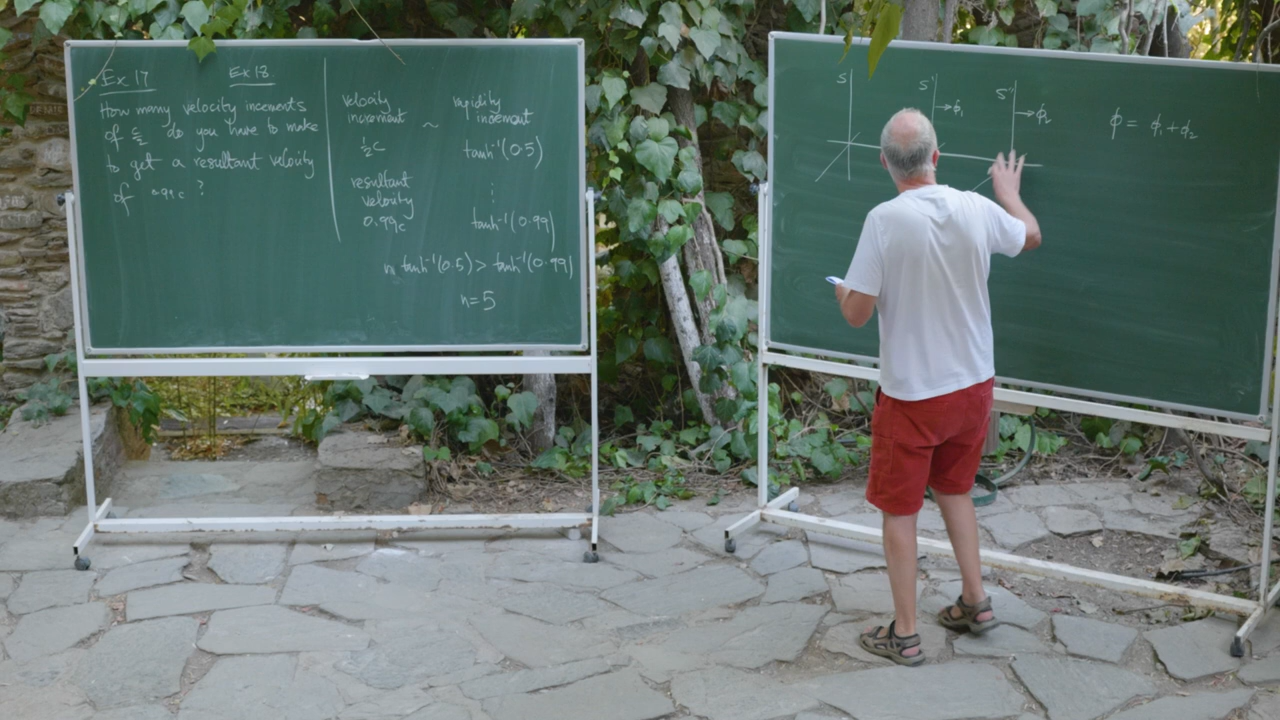 Ex 17
Ex 18.
How many velocity incements
of c/2 do you have to make
to get a resultant velocity
of 0.99c ?
velocity
increment
~
rapidity
incement
½c
tanh⁻¹(0.5)
⋮
resultant
velocity
0.99c
tanh⁻¹(0.99)
n tanh⁻¹(0.5) > tanh⁻¹(0.99)
n=5
S
S'
→ϕ₁
S''
→ϕ₂
ϕ = ϕ₁+ϕ₂